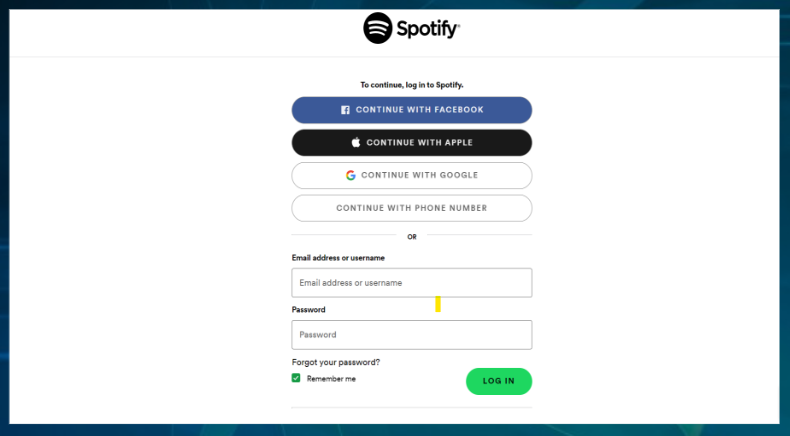 Spotify®
To continue, log in to Spotify.
CONTINUE WITH FACEBOOK
CONTINUE WITH APPLE
CONTINUE WITH GOOGLE
CONTINUE WITH PHONE NUMBER
OR
Email address or username
Email address or username
Password
Password
Forgot your password?
Remember me
LOG IN